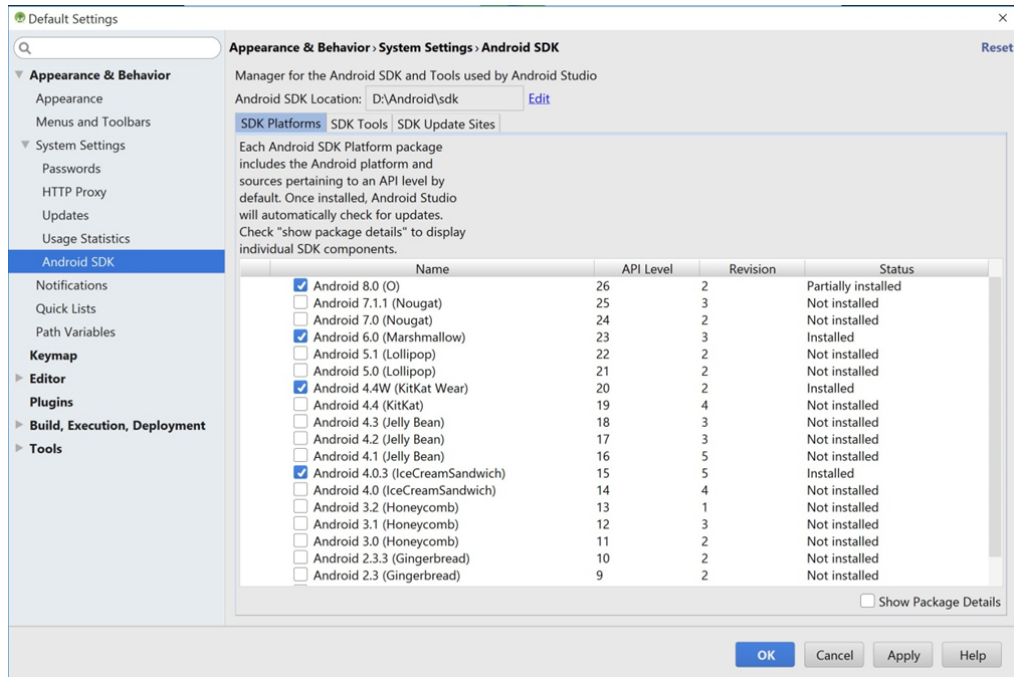 Default Settings
Appearance & Behavior › System Settings › Android SDK
Reset
Appearance & Behavior
Appearance
Menus and Toolbars
System Settings
Passwords
HTTP Proxy
Updates
Usage Statistics
Android SDK
Notifications
Quick Lists
Path Variables
Keymap
Editor
Plugins
Build, Execution, Deployment
Tools
Manager for the Android SDK and Tools used by Android Studio
Android SDK Location: D:\Android\sdk Edit
SDK Platforms SDK Tools SDK Update Sites
Each Android SDK Platform package
includes the Android platform and
sources pertaining to an API level by
default. Once installed, Android Studio
will automatically check for updates.
Check "show package details" to display
individual SDK components.
Name API Level Revision Status
Android 8.0 (O) 26 2 Partially installed
Android 7.1.1 (Nougat) 25 3 Not installed
Android 7.0 (Nougat) 24 2 Not installed
Android 6.0 (Marshmallow) 23 3 Installed
Android 5.1 (Lollipop) 22 2 Not installed
Android 5.0 (Lollipop) 21 2 Not installed
Android 4.4W (KitKat Wear) 20 2 Installed
Android 4.4 (KitKat) 19 4 Not installed
Android 4.3 (Jelly Bean) 18 3 Not installed
Android 4.2 (Jelly Bean) 17 3 Not installed
Android 4.1 (Jelly Bean) 16 5 Not installed
Android 4.0.3 (IceCreamSandwich) 15 5 Installed
Android 4.0 (IceCreamSandwich) 14 4 Not installed
Android 3.2 (Honeycomb) 13 1 Not installed
Android 3.1 (Honeycomb) 12 3 Not installed
Android 3.0 (Honeycomb) 11 2 Not installed
Android 2.3.3 (Gingerbread) 10 2 Not installed
Android 2.3 (Gingerbread) 9 2 Not installed
Show Package Details
OK Cancel Apply Help